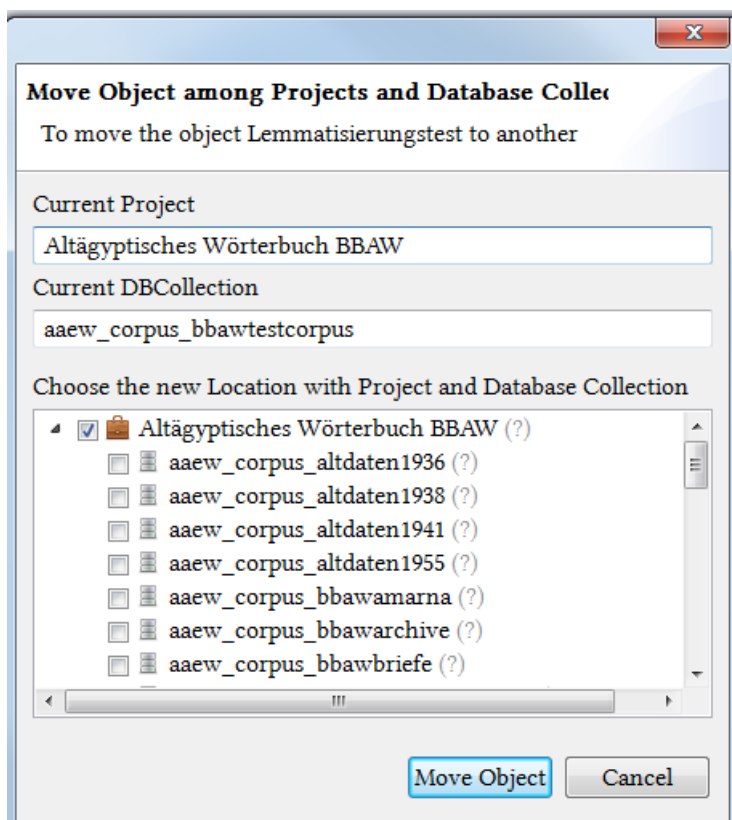 Move Object among Projects and Database Collec
To move the object Lemmatisierungstest to another
Current Project
Altägyptisches Wörterbuch BBAW
Current DBCollection
aaew_corpus_bbawtestcorpus
Choose the new Location with Project and Database Collection
Altägyptisches Wörterbuch BBAW (?)
aaew_corpus_altdaten1936 (?)
aaew_corpus_altdaten1938 (?)
aaew_corpus_altdaten1941 (?)
aaew_corpus_altdaten1955 (?)
aaew_corpus_bbawamarna (?)
aaew_corpus_bbawarchive (?)
aaew_corpus_bbawbriefe (?)
Move Object Cancel